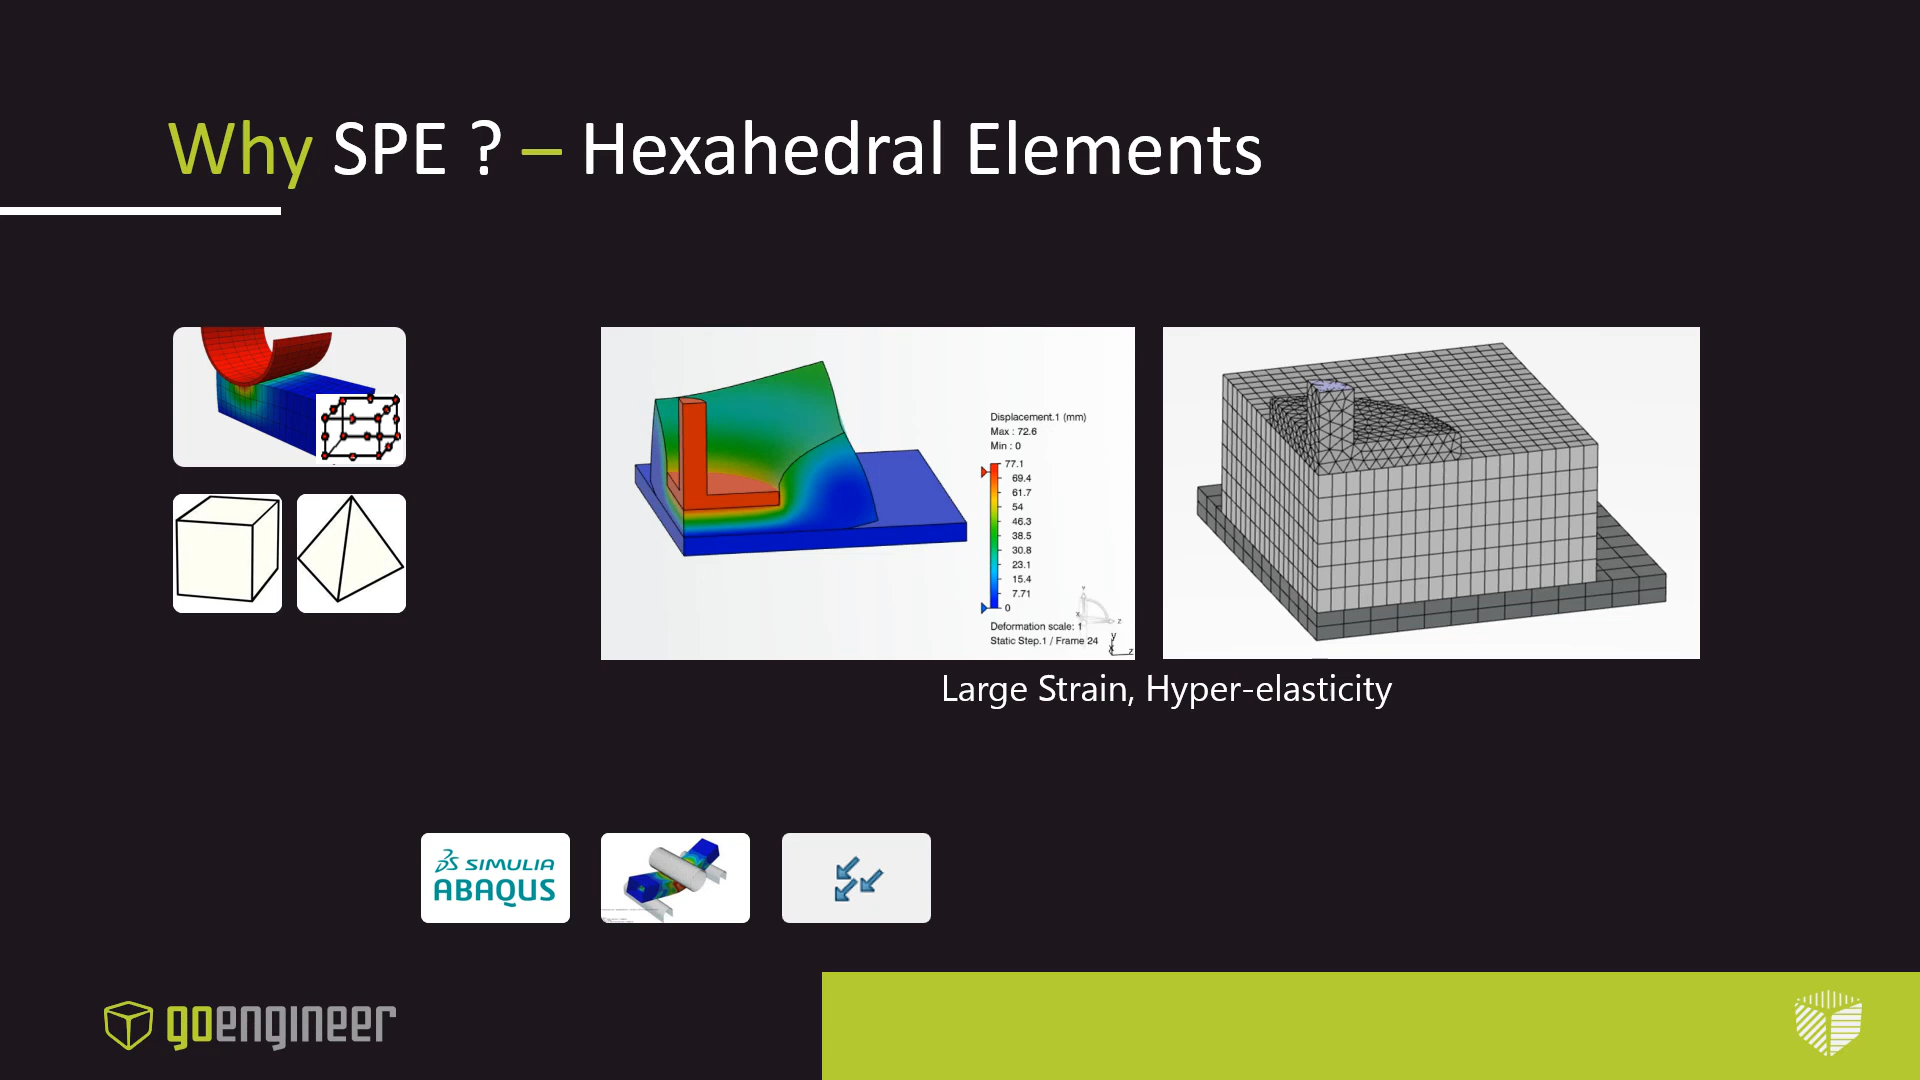 Why SPE ? – Hexahedral Elements
Displacement.1 (mm)
Max : 72.6
Min : 0
77.1
69.4
61.7
54
46.3
38.5
30.8
23.1
15.4
7.71
0
Deformation scale: 1
Static Step.1 / Frame 24
Y
X
Z
y
x
z
Large Strain, Hyper-elasticity
SIMULIA
ABAQUS
goengineer